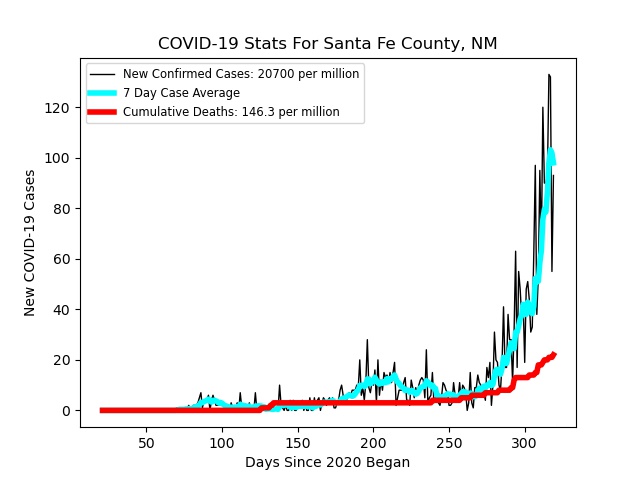 COVID-19 Stats For Santa Fe County, NM
New Confirmed Cases: 20700 per million
7 Day Case Average
Cumulative Deaths: 146.3 per million
New COVID-19 Cases
120
100
80
60
40
20
0
50 100 150 200 250 300
Days Since 2020 Began